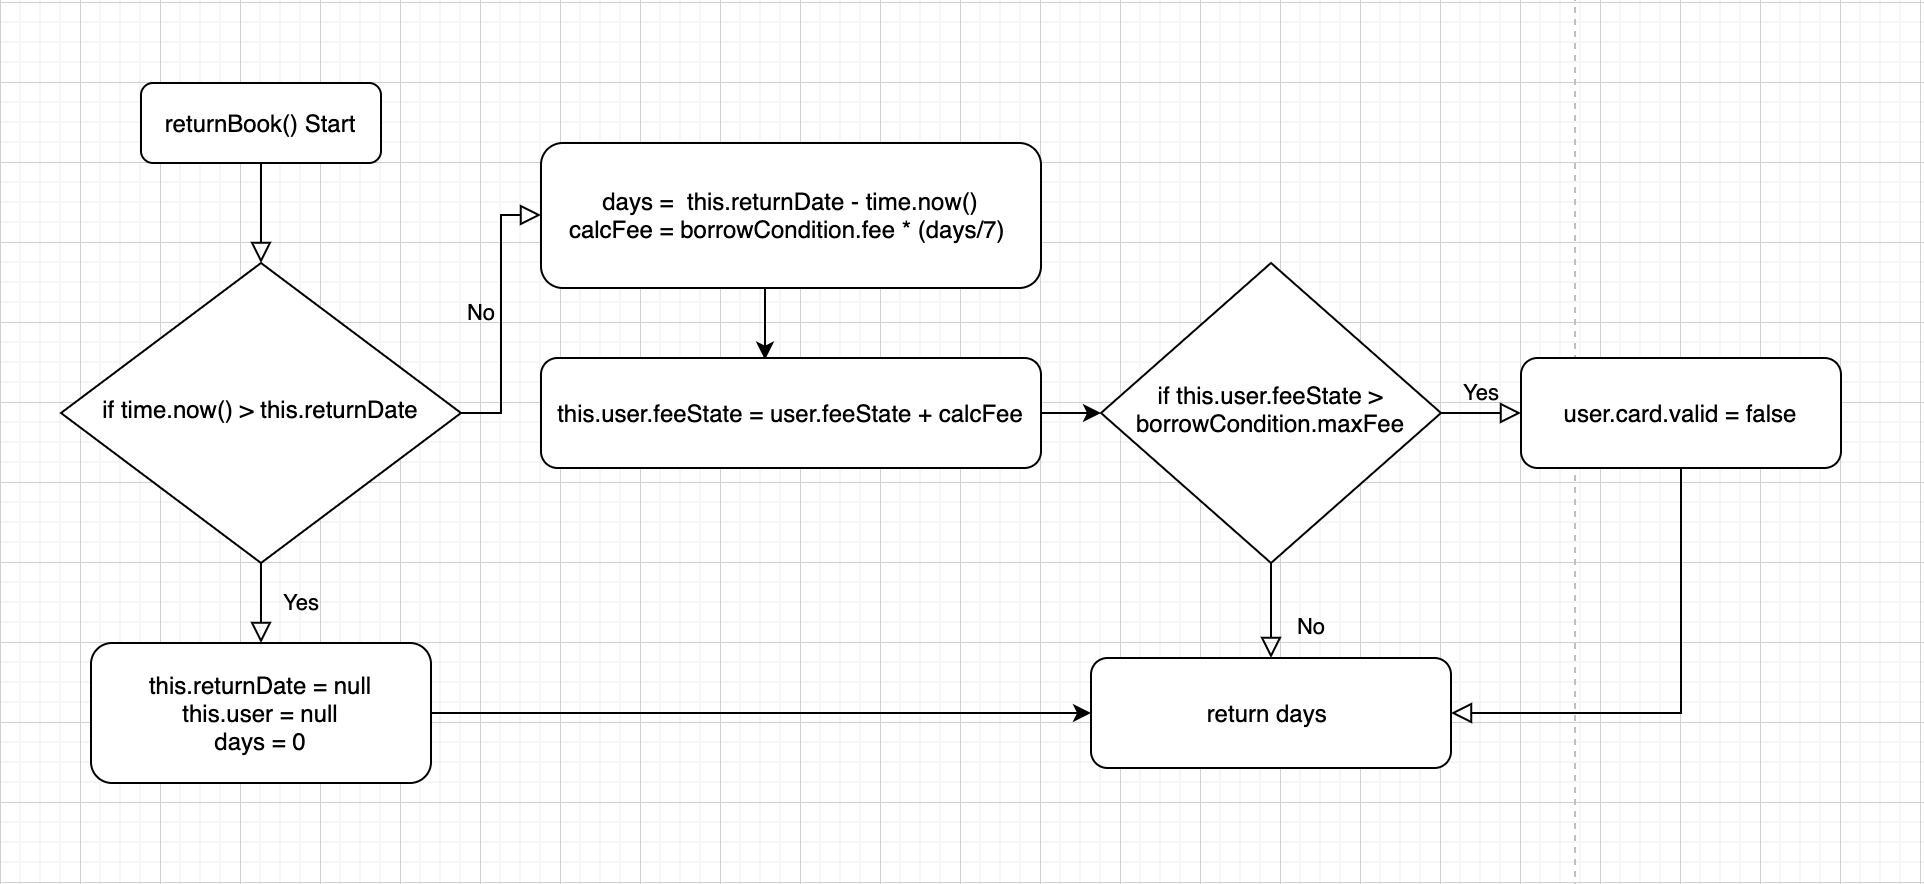 returnBook() Start
if time.now() > this.returnDate
No
days =  this.returnDate - time.now()
calcFee = borrowCondition.fee * (days/7)
this.user.feeState = user.feeState + calcFee
if this.user.feeState >
borrowCondition.maxFee
Yes
user.card.valid = false
Yes
this.returnDate = null
this.user = null
days = 0
No
return days